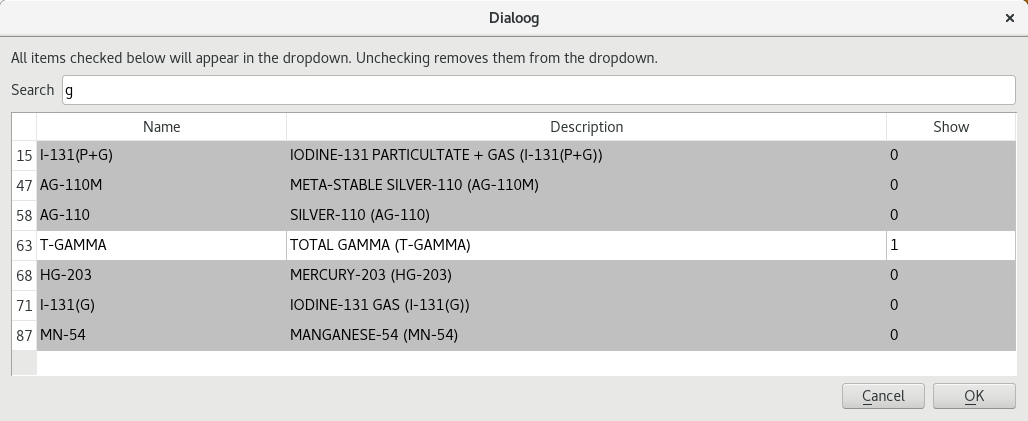 Dialoog ×
All items checked below will appear in the dropdown. Unchecking removes them from the dropdown.
Search g
Name Description Show
15 I-131(P+G) IODINE-131 PARTICULTATE + GAS (I-131(P+G)) 0
47 AG-110M META-STABLE SILVER-110 (AG-110M) 0
58 AG-110 SILVER-110 (AG-110) 0
63 T-GAMMA TOTAL GAMMA (T-GAMMA) 1
68 HG-203 MERCURY-203 (HG-203) 0
71 I-131(G) IODINE-131 GAS (I-131(G)) 0
87 MN-54 MANGANESE-54 (MN-54) 0
Cancel OK